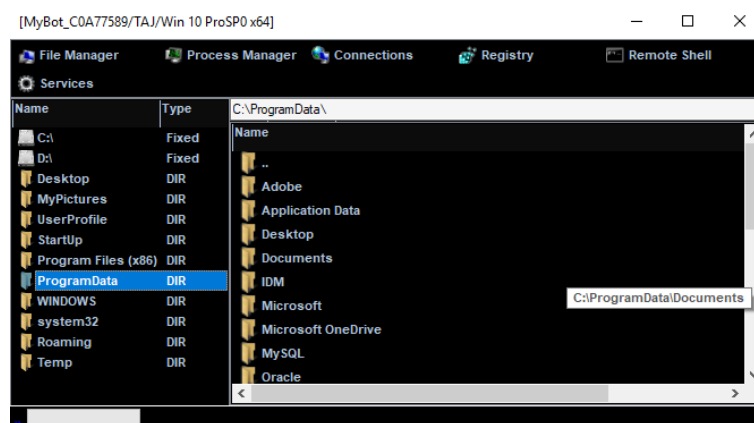 [MyBot_C0A77589/TAJ/Win 10 ProSP0 x64]
File Manager Process Manager Connections Registry Remote Shell
Services
Name Type C:\ProgramData\
Name
C:\ Fixed
D:\ Fixed
Desktop DIR
MyPictures DIR
UserProfile DIR
StartUp DIR
Program Files (x86) DIR
ProgramData DIR
WINDOWS DIR
system32 DIR
Roaming DIR
Temp DIR
..
Adobe
Application Data
Desktop
Documents
IDM
Microsoft
Microsoft OneDrive
MySQL
Oracle
C:\ProgramData\Documents